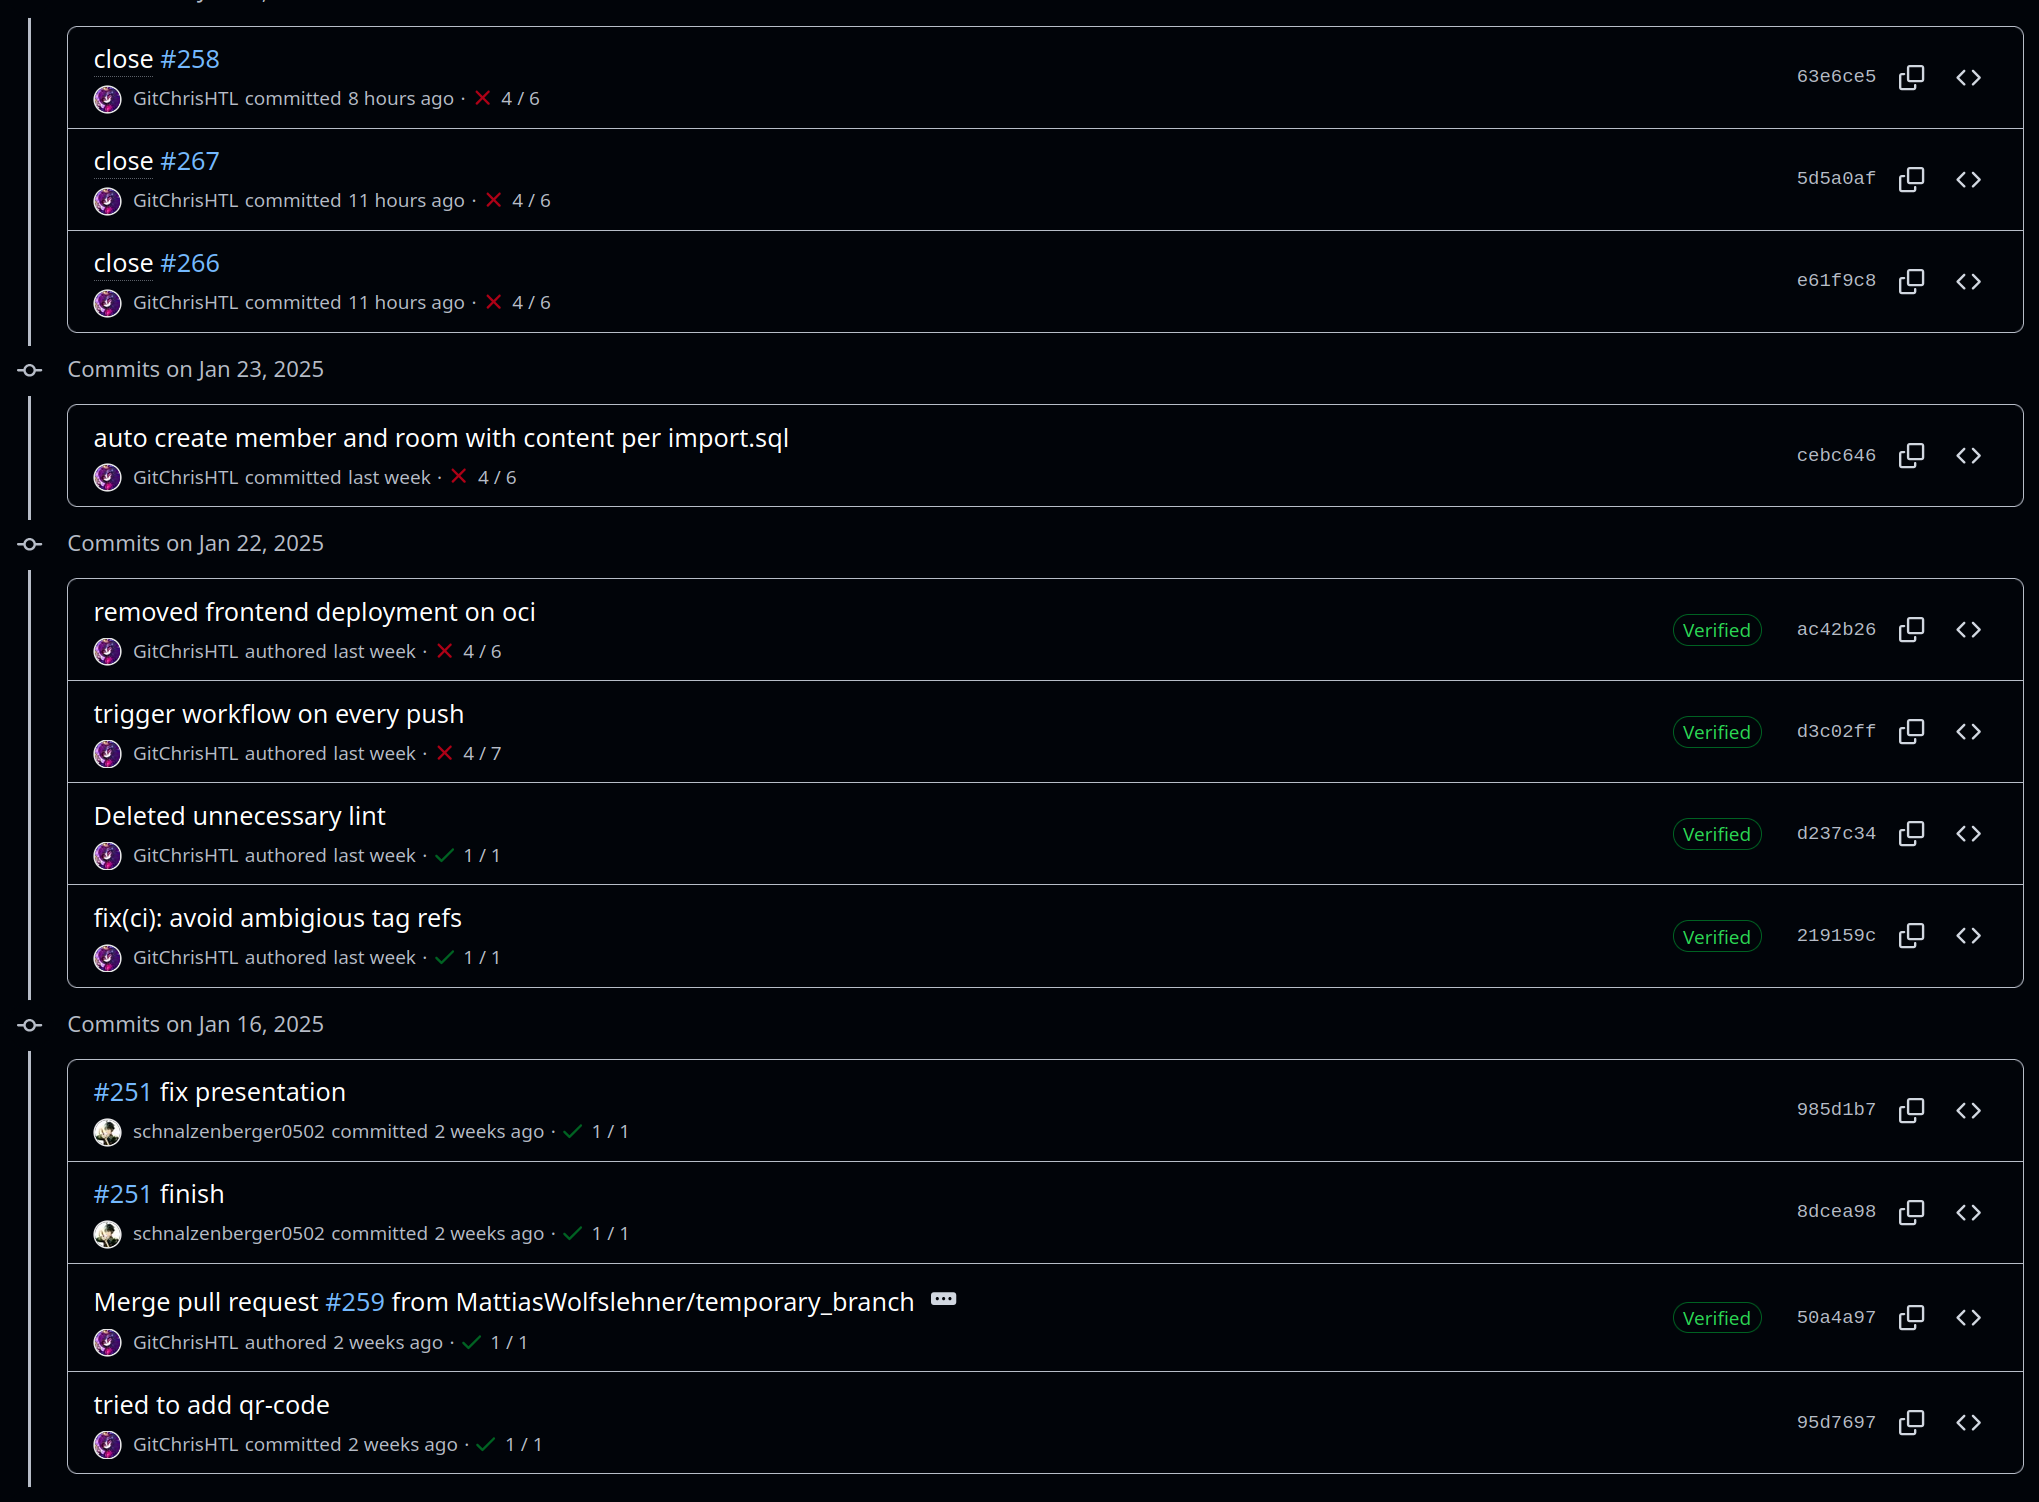 close #258
GitChrisHTL committed 8 hours ago · 4 / 6
63e6ce5
close #267
GitChrisHTL committed 11 hours ago · 4 / 6
5d5a0af
close #266
GitChrisHTL committed 11 hours ago · 4 / 6
e61f9c8
Commits on Jan 23, 2025
auto create member and room with content per import.sql
GitChrisHTL committed last week · 4 / 6
cebc646
Commits on Jan 22, 2025
removed frontend deployment on oci
GitChrisHTL authored last week · 4 / 6
Verified ac42b26
trigger workflow on every push
GitChrisHTL authored last week · 4 / 7
Verified d3c02ff
Deleted unnecessary lint
GitChrisHTL authored last week · 1 / 1
Verified d237c34
fix(ci): avoid ambigious tag refs
GitChrisHTL authored last week · 1 / 1
Verified 219159c
Commits on Jan 16, 2025
#251 fix presentation
schnalzenberger0502 committed 2 weeks ago · 1 / 1
985d1b7
#251 finish
schnalzenberger0502 committed 2 weeks ago · 1 / 1
8dcea98
Merge pull request #259 from MattiasWolfslehner/temporary_branch
GitChrisHTL authored 2 weeks ago · 1 / 1
Verified 50a4a97
tried to add qr-code
GitChrisHTL committed 2 weeks ago · 1 / 1
95d7697